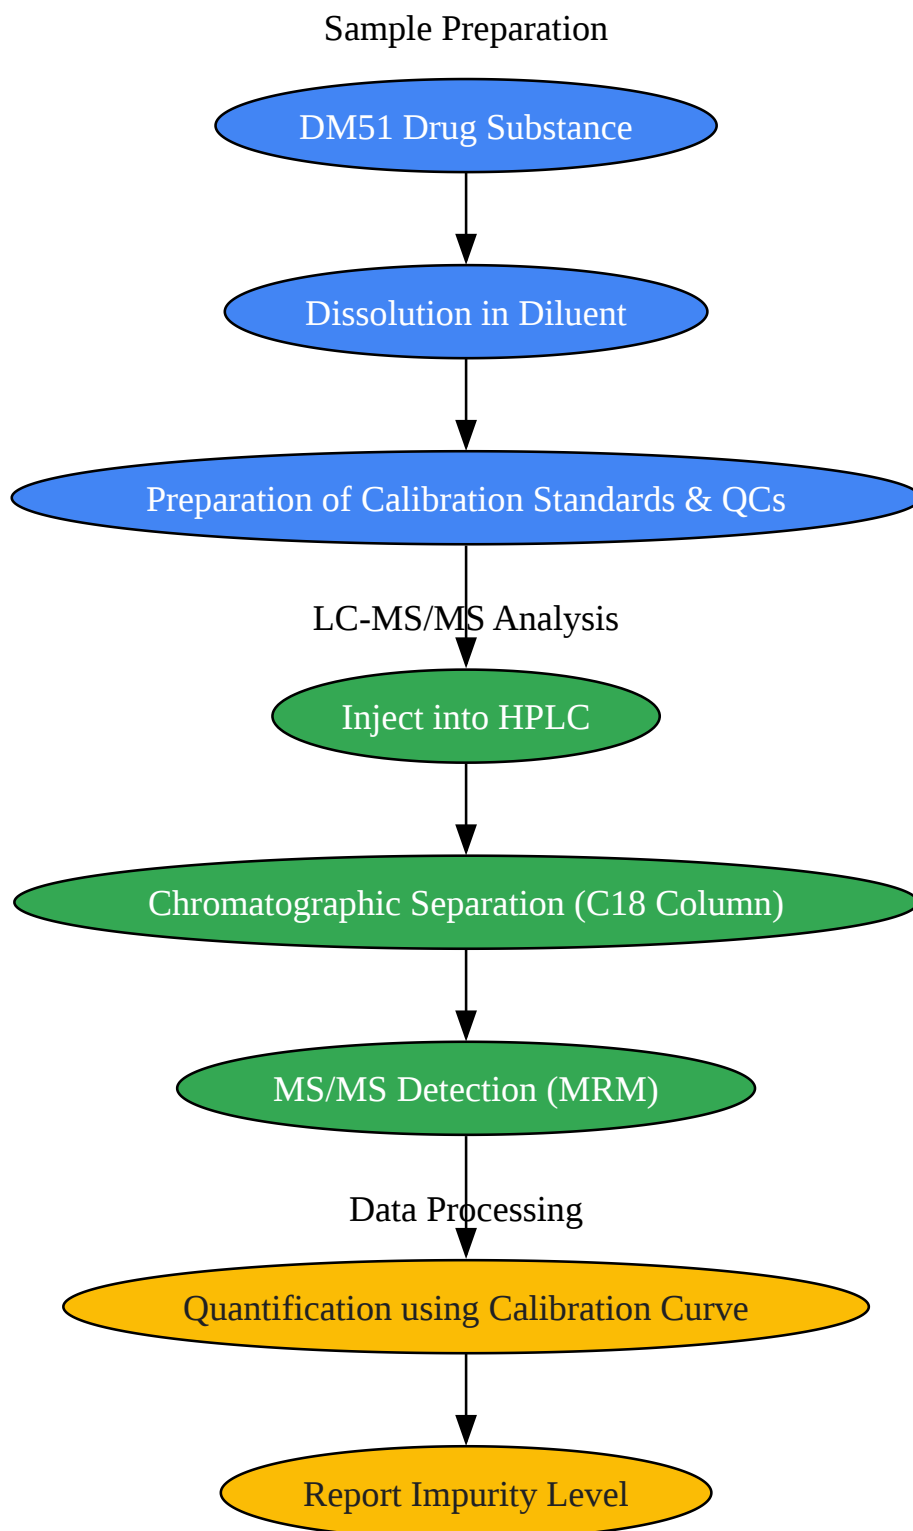 Sample Preparation
DM51 Drug Substance
Dissolution in Diluent
Preparation of Calibration Standards & QCs
LC-MS/MS Analysis
Inject into HPLC
Chromatographic Separation (C18 Column)
MS/MS Detection (MRM)
Data Processing
Quantification using Calibration Curve
Report Impurity Level